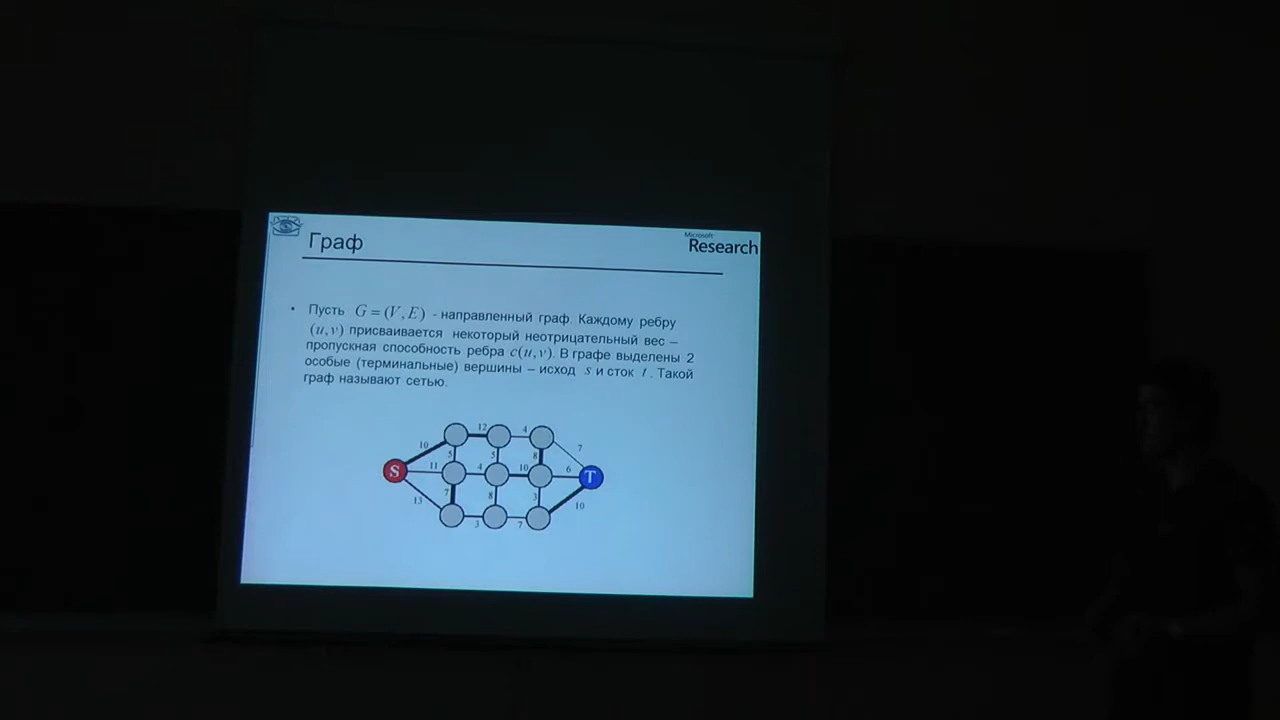 Граф
Microsoft
Research
• Пусть G = (V, E) - направленный граф. Каждому ребру
(u,v) присваивается некоторый неотрицательный вес –
пропускная способность ребра c(u,v). В графе выделены 2
особые (терминальные) вершины – исход s и сток t. Такой
граф называют сетью.
12 4
10 7
5 5 8
S 11 4 10 6 T
13 7 8 3 10
3 7